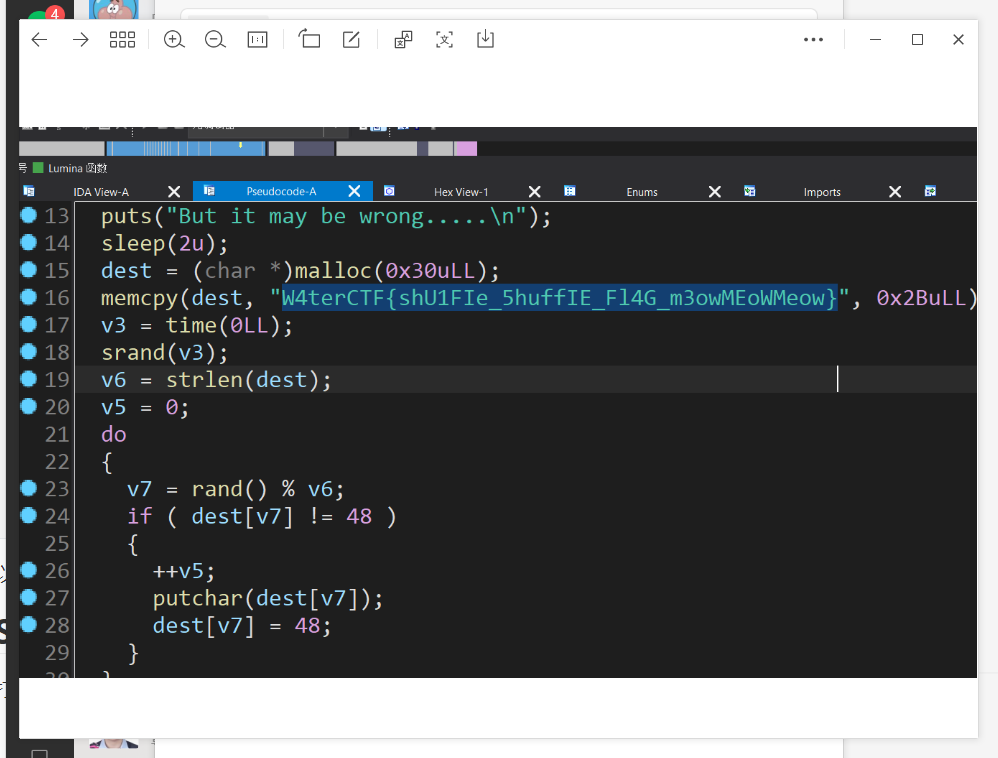 4
1:1
Lumina 函数
IDA View-A Pseudocode-A Hex View-1 Enums Imports
13 puts("But it may be wrong.....\n");
14 sleep(2u);
15 dest = (char *)malloc(0x30uLL);
16 memcpy(dest, "W4terCTF{shU1FIe_5huffIE_Fl4G_m3owMEoWMeow}", 0x2BuLL)
17 v3 = time(0LL);
18 srand(v3);
19 v6 = strlen(dest);
20 v5 = 0;
21 do
22 {
23 v7 = rand() % v6;
24 if ( dest[v7] != 48 )
25 {
26 ++v5;
27 putchar(dest[v7]);
28 dest[v7] = 48;
29 }